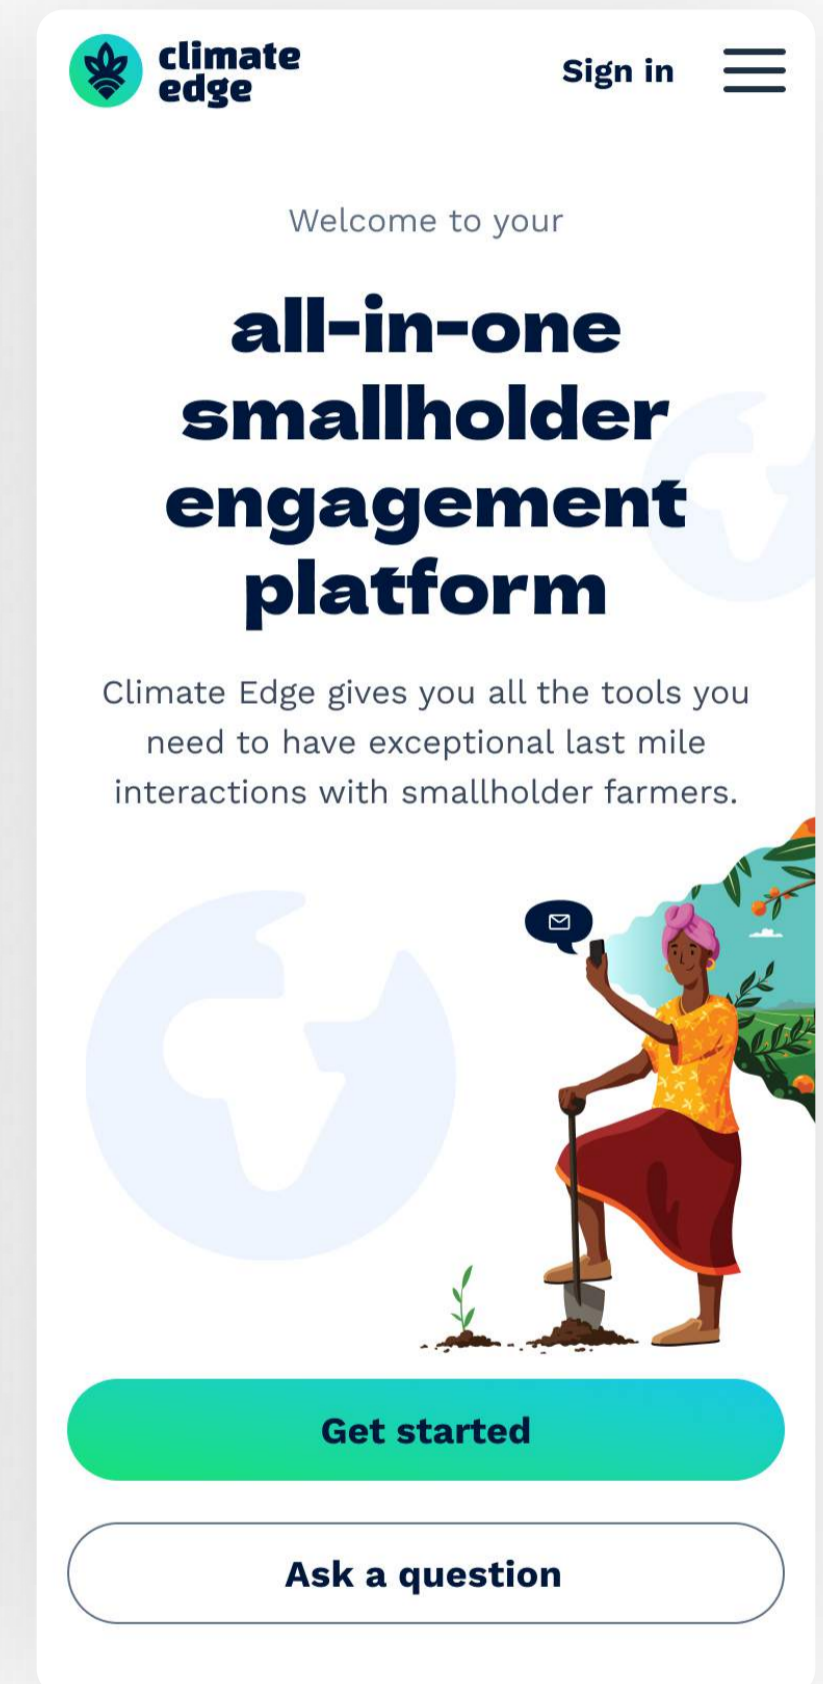 climate
edge
Sign in
Welcome to your
all-in-one
smallholder
engagement
platform
Climate Edge gives you all the tools you
need to have exceptional last mile
interactions with smallholder farmers.
Get started
Ask a question